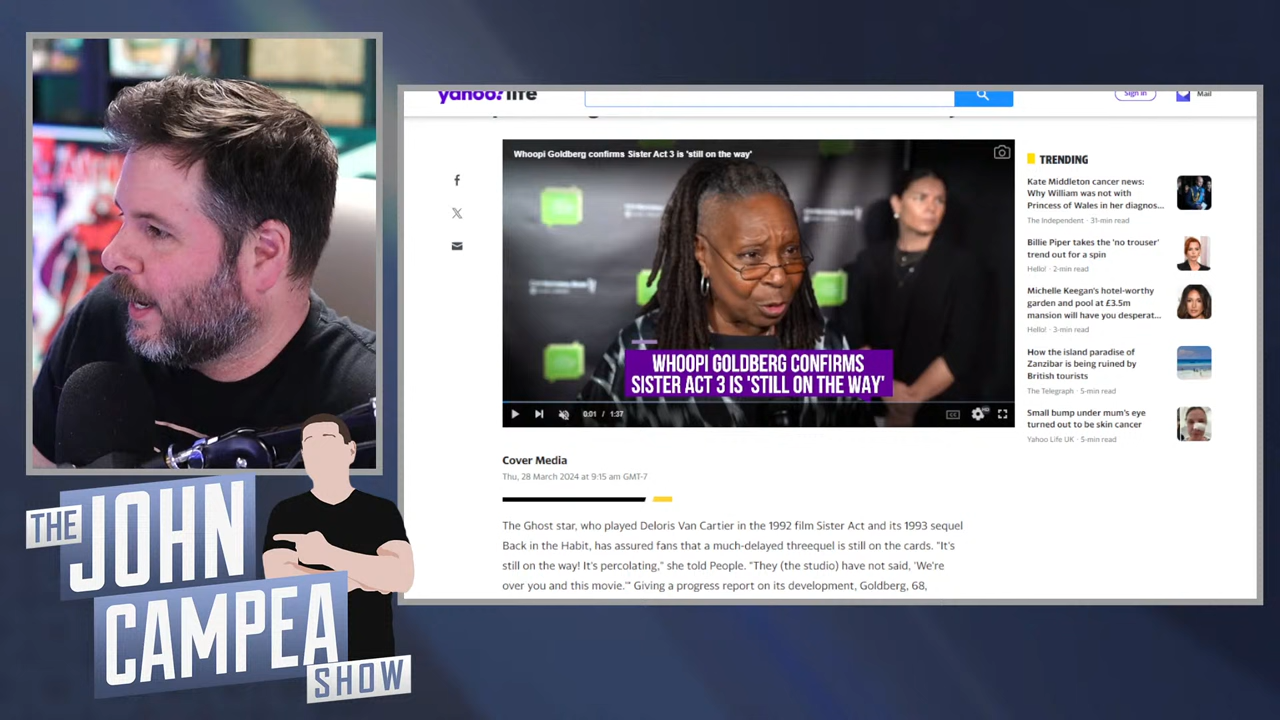 yahoo!life
Sign in
Mail
Whoopi Goldberg confirms Sister Act 3 is 'still on the way'
WHOOPI GOLDBERG CONFIRMS
SISTER ACT 3 IS 'STILL ON THE WAY'
0:01 / 1:37
CC
HD
Cover Media
Thu, 28 March 2024 at 9:15 am GMT-7
The Ghost star, who played Deloris Van Cartier in the 1992 film Sister Act and its 1993 sequel
Back in the Habit, has assured fans that a much-delayed threequel is still on the cards. "It's
still on the way! It's percolating," she told People. "They (the studio) have not said, 'We're
over you and this movie.'" Giving a progress report on its development, Goldberg, 68,
TRENDING
Kate Middleton cancer news:
Why William was not with
Princess of Wales in her diagnos...
The Independent · 31-min read
Billie Piper takes the 'no trouser'
trend out for a spin
Hello! · 2-min read
Michelle Keegan's hotel-worthy
garden and pool at £3.5m
mansion will have you desperat...
Hello! · 3-min read
How the island paradise of
Zanzibar is being ruined by
British tourists
The Telegraph · 5-min read
Small bump under mum's eye
turned out to be skin cancer
Yahoo Life UK · 5-min read
THE
JOHN
CAMPEA
SHOW